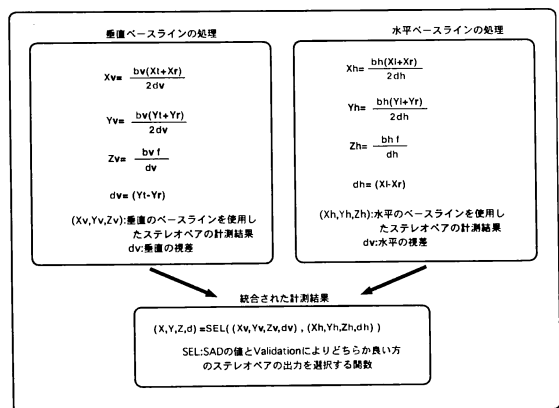 垂直ベースラインの処理
Xv= bv(Xt+Xr)
2dv
Yv= bv(Yt+Yr)
2dv
Zv= bv f
dv
dv= (Yt-Yr)
(Xv,Yv,Zv):垂直のベースラインを使用し
たステレオペアの計測結果
dv:垂直の視差
水平ベースラインの処理
Xh= bh(Xl+Xr)
2dh
Yh= bh(Yl+Yr)
2dh
Zh= bh f
dh
dh= (Xl-Xr)
(Xh,Yh,Zh):水平のベースラインを使用し
たステレオペアの計測結果
dv:水平の視差
統合された計測結果
(X,Y,Z,d)=SEL( (Xv,Yv,Zv,dv) , (Xh,Yh,Zh,dh) )
SEL:SADの値とValidationによりどちらか良い方
のステレオペアの出力を選択する関数